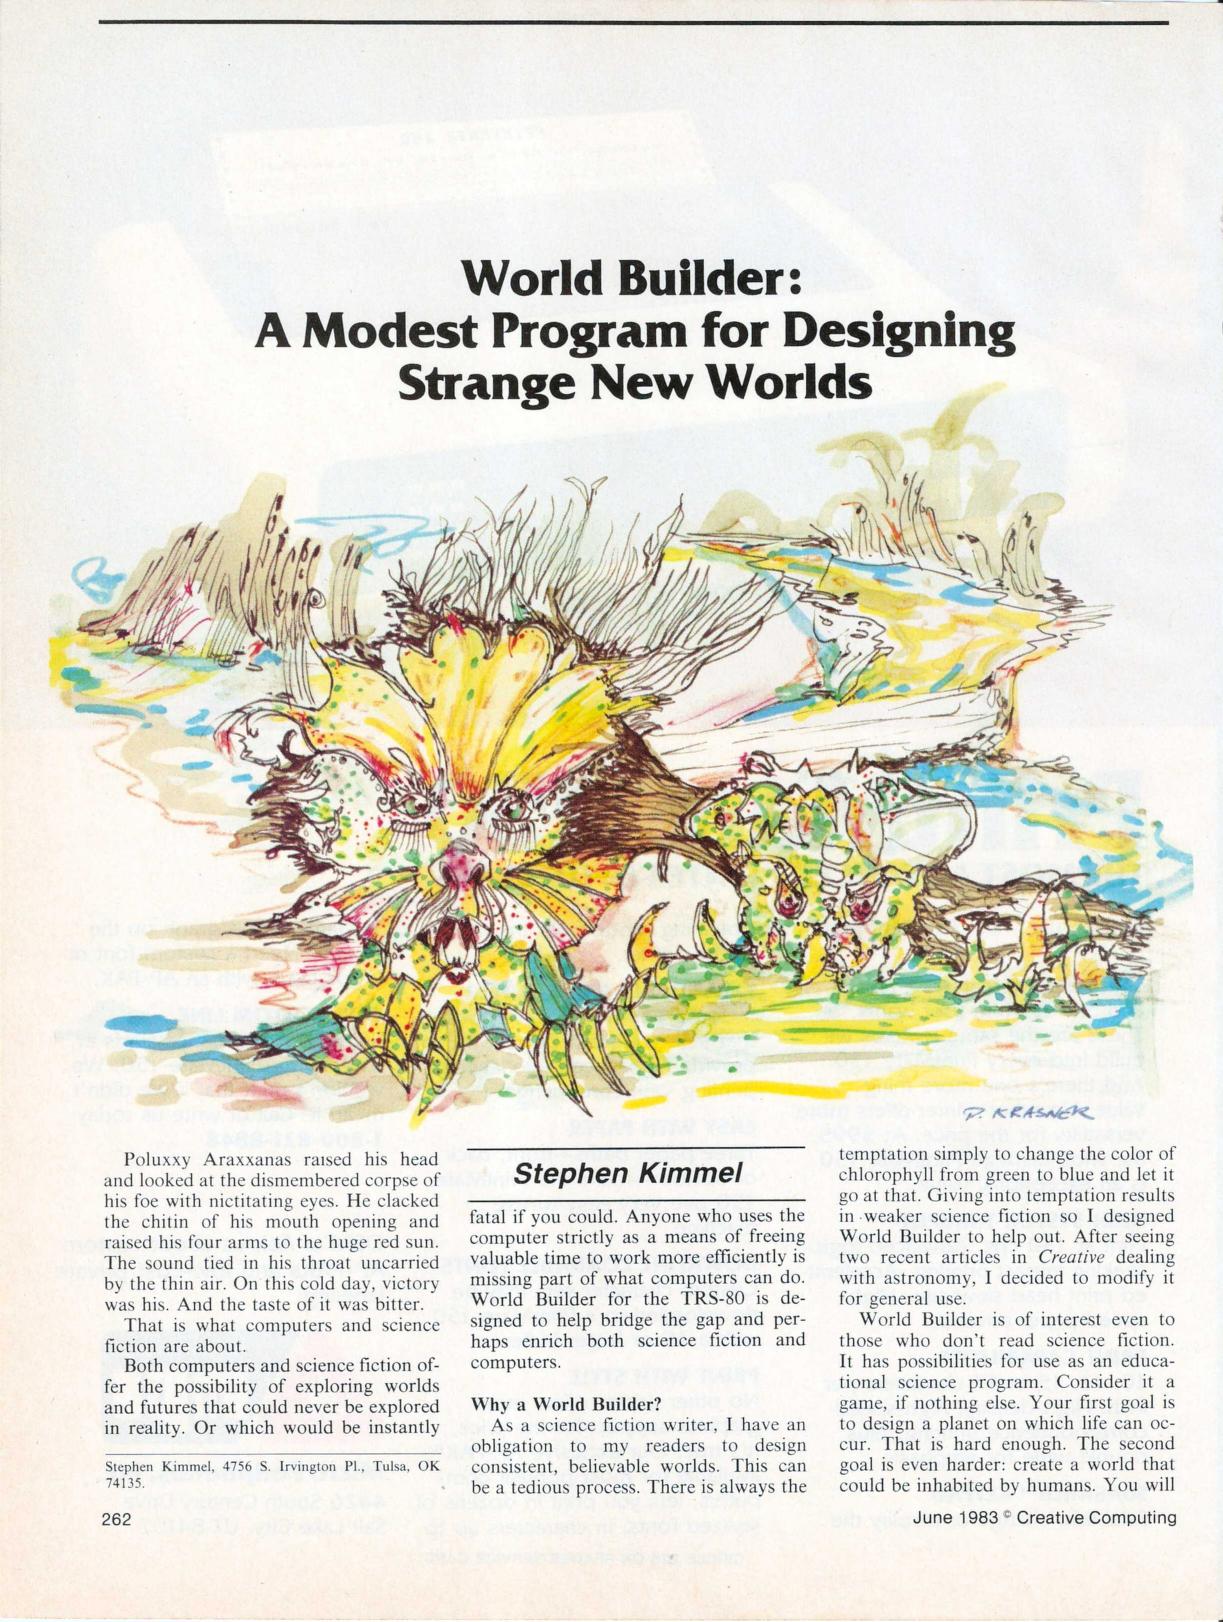 World Builder:
A Modest Program for Designing
Strange New Worlds
D. KRASNER
Poluxxy Araxxanas raised his head
and looked at the dismembered corpse of
his foe with nictitating eyes. He clacked
the chitin of his mouth opening and
raised his four arms to the huge red sun.
The sound tied in his throat uncarried
by the thin air. On this cold day, victory
was his. And the taste of it was bitter.
That is what computers and science
fiction are about.
Both computers and science fiction of-
fer the possibility of exploring worlds
and futures that could never be explored
in reality. Or which would be instantly
Stephen Kimmel, 4756 S. Irvington Pl., Tulsa, OK
74135.
Stephen Kimmel
fatal if you could. Anyone who uses the
computer strictly as a means of freeing
valuable time to work more efficiently is
missing part of what computers can do.
World Builder for the TRS-80 is de-
signed to help bridge the gap and per-
haps enrich both science fiction and
computers.
Why a World Builder?
As a science fiction writer, I have an
obligation to my readers to design
consistent, believable worlds. This can
be a tedious process. There is always the
temptation simply to change the color of
chlorophyll from green to blue and let it
go at that. Giving into temptation results
in weaker science fiction so I designed
World Builder to help out. After seeing
two recent articles in Creative dealing
with astronomy, I decided to modify it
for general use.
World Builder is of interest even to
those who don't read science fiction.
It has possibilities for use as an educa-
tional science program. Consider it a
game, if nothing else. Your first goal is
to design a planet on which life can oc-
cur. That is hard enough. The second
goal is even harder: create a world that
could be inhabited by humans. You will
262
June 1983 © Creative Computing